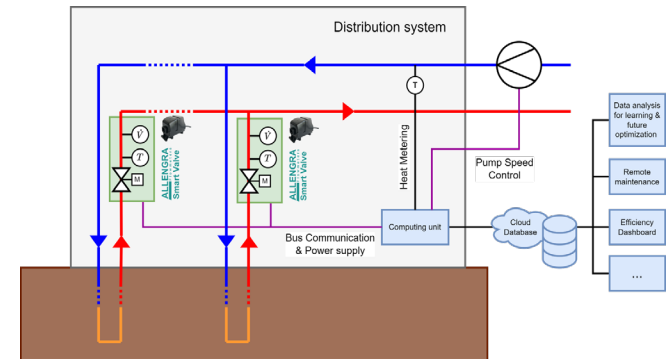 Distribution system
T
V̇
T
M
ALLENGRA
Smart Valve
V̇
T
M
ALLENGRA
Smart Valve
Heat Metering
Pump Speed
Control
Bus Communication
& Power supply
Computing unit
Cloud
Database
Data analysis
for learning &
future
optimization
Remote
maintenance
Efficiency
Dashboard
...